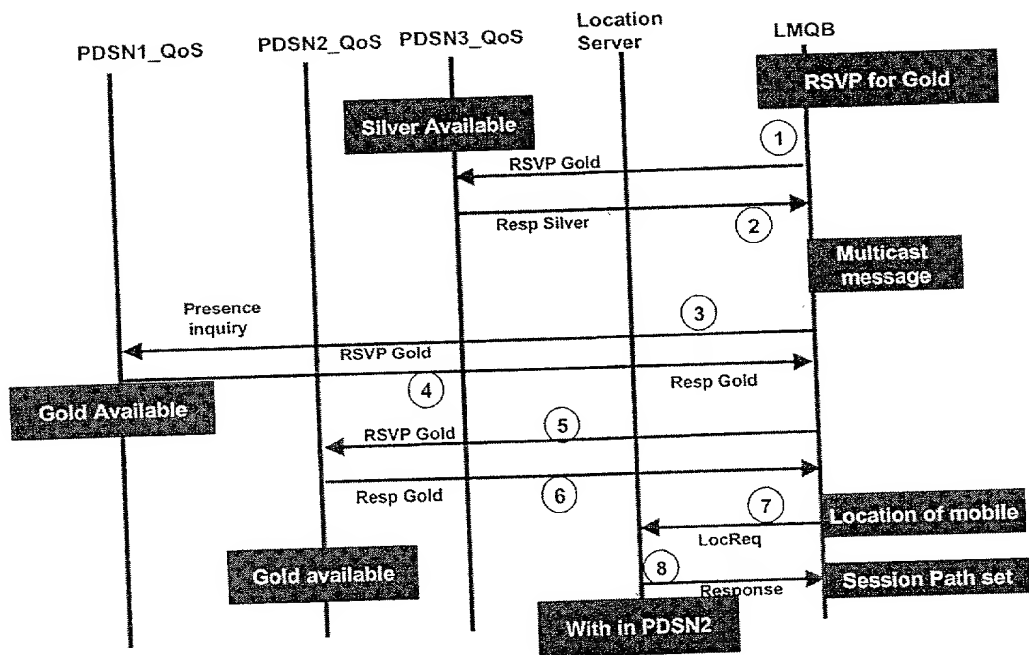 PDSN1_QoS
PDSN2_QoS
PDSN3_QoS
Location
Server
LMQB
RSVP for Gold
Silver Available
1
RSVP Gold
Resp Silver
2
Multicast
message
Presence
inquiry
3
RSVP Gold
4
Resp Gold
Gold Available
RSVP Gold
5
Resp Gold
6
7
Location of mobile
LocReq
Gold available
8
Response
Session Path set
With in PDSN2